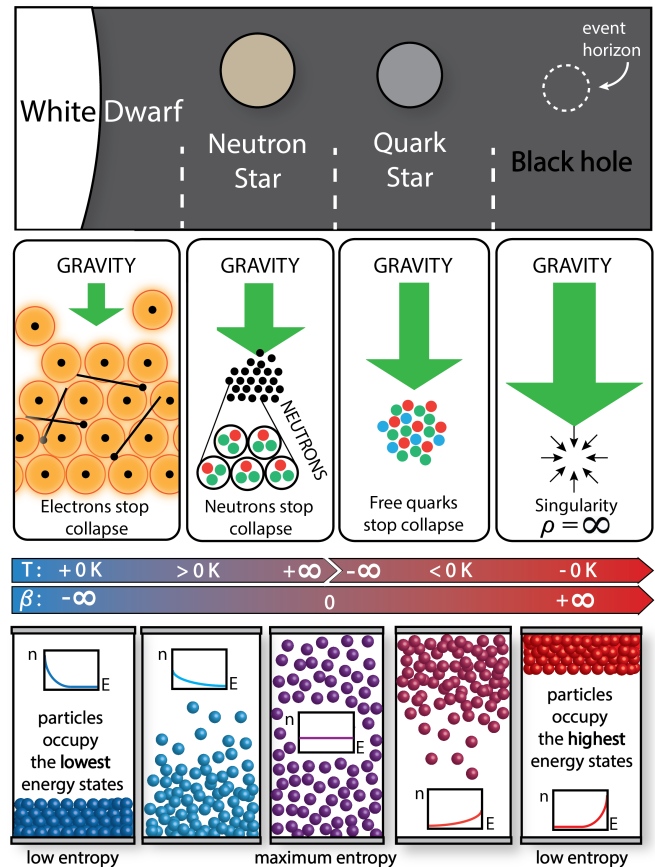 event
horizon
White Dwarf
Neutron
Star
Quark
Star
Black hole
GRAVITY
Electrons stop
collapse
GRAVITY
NEUTRONS
Neutrons stop
collapse
GRAVITY
Free quarks
stop collapse
GRAVITY
Singularity
ρ = ∞
T: +0 K >0 K +∞ -∞ <0 K -0 K
β: -∞ 0 +∞
n
E
particles
occupy
the lowest
energy states
low entropy
n
E
n
E
maximum entropy
n
E
particles
occupy
the highest
energy states
n
E
low entropy